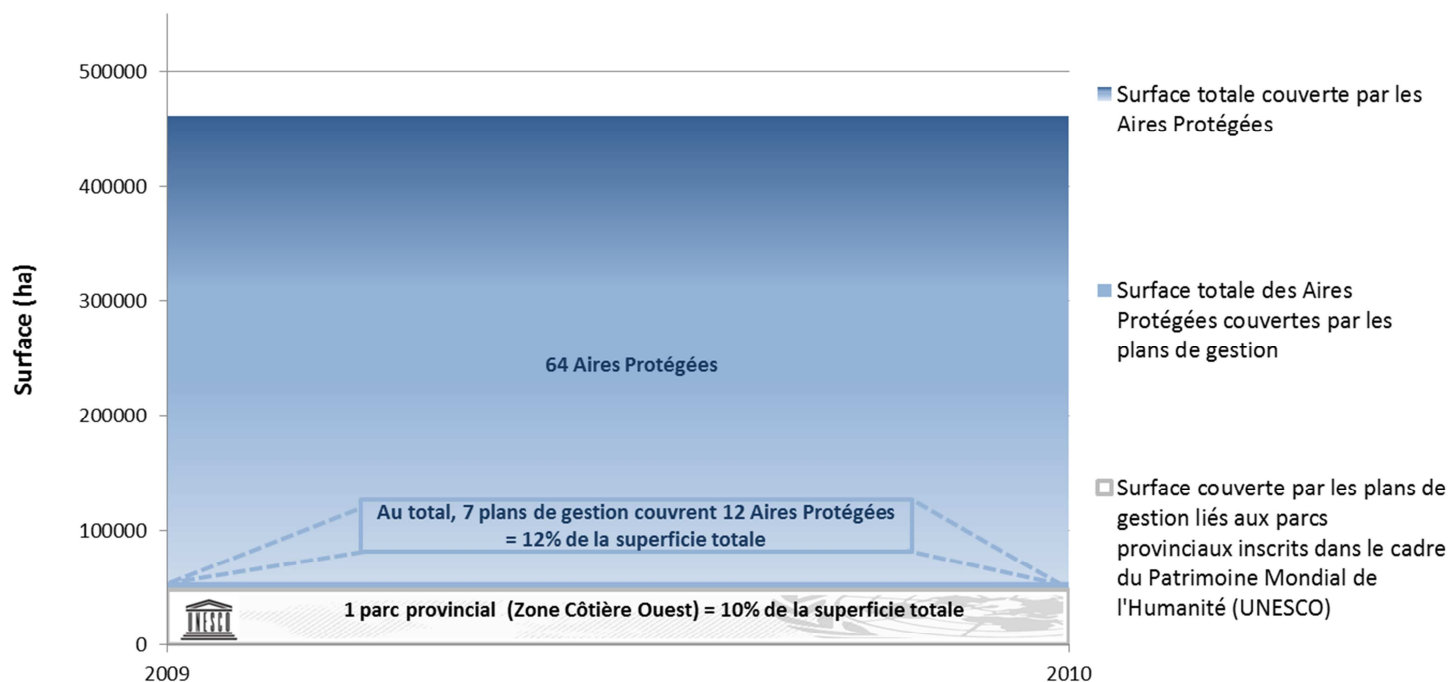 Surface (ha)
500000
400000
300000
200000
100000
0
2009
2010
64 Aires Protégées
Au total, 7 plans de gestion couvrent 12 Aires Protégées
= 12% de la superficie totale
UNESCO
1 parc provincial (Zone Côtière Ouest) = 10% de la superficie totale
Surface totale couverte par les
Aires Protégées
Surface totale des Aires
Protégées couvertes par les
plans de gestion
Surface couverte par les plans de
gestion liés aux parcs
provinciaux inscrits dans le cadre
du Patrimoine Mondial de
l'Humanité (UNESCO)